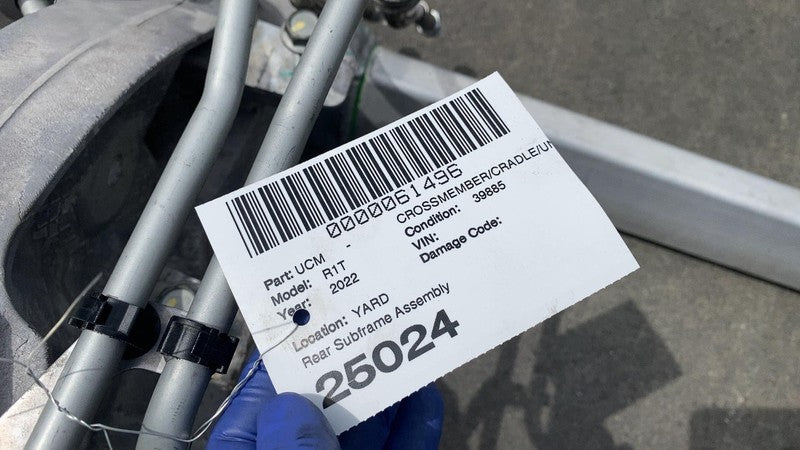 0000061496
Part: UCM - CROSSMEMBER/CRADLE/UN
Model: R1T Condition: 39885
Year: 2022 VIN:
Damage Code:
Location: YARD
Rear Subframe Assembly
25024